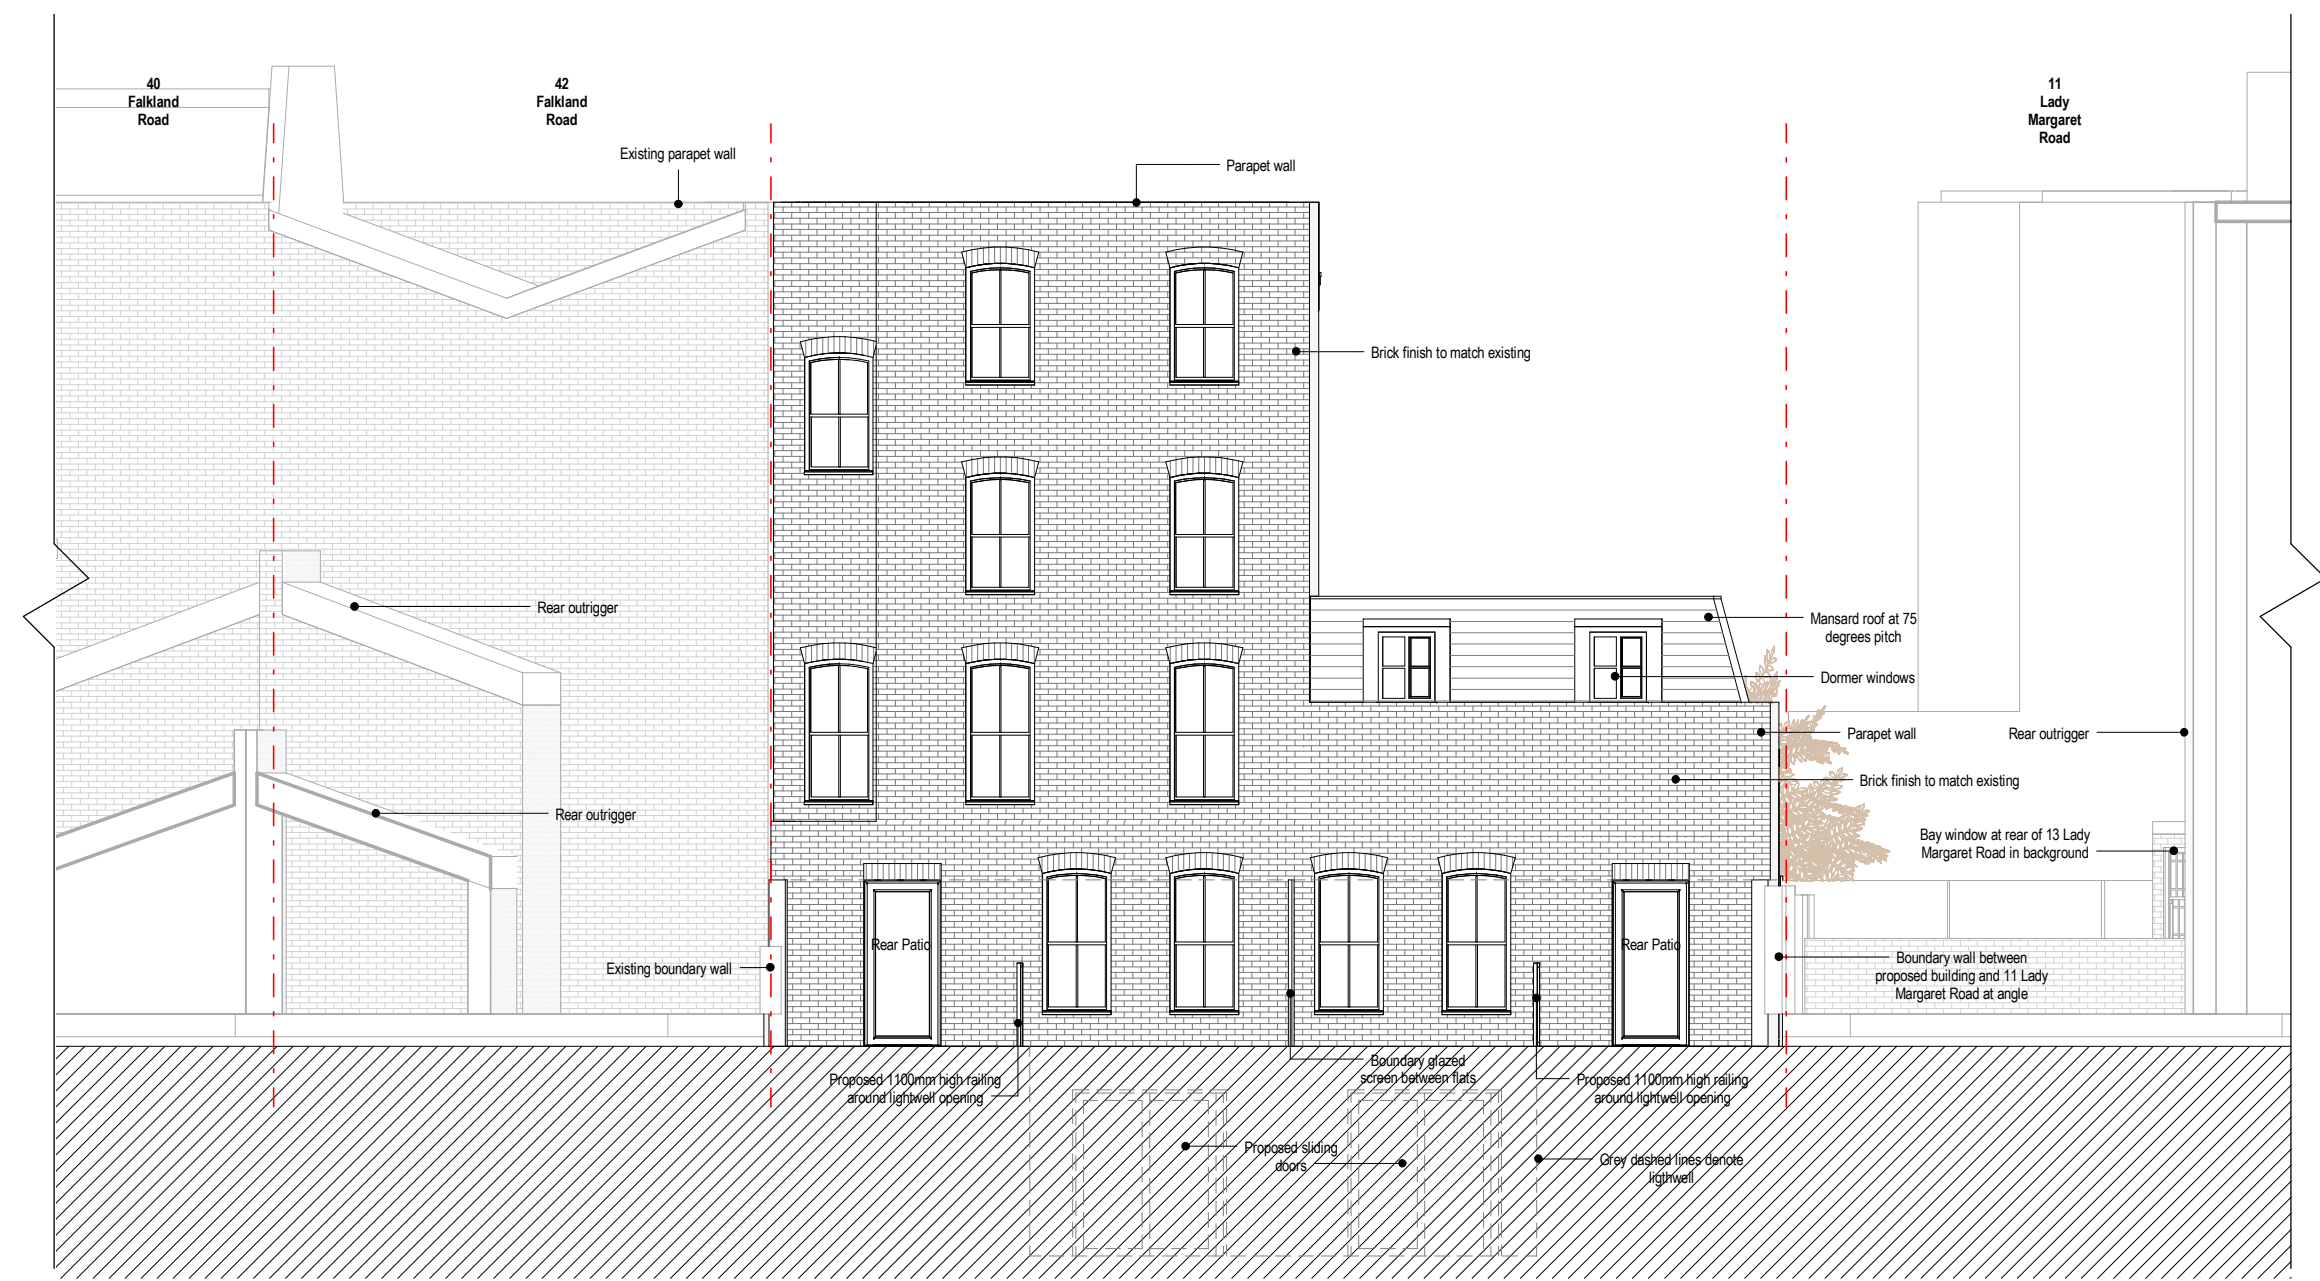 40
Falkland
Road
42
Falkland
Road
11
Lady
Margaret
Road
Existing parapet wall
Parapet wall
Brick finish to match existing
Rear outrigger
Mansard roof at 75
degrees pitch
Dormer windows
Parapet wall
Rear outrigger
Brick finish to match existing
Rear outrigger
Bay window at rear of 13 Lady
Margaret Road in background
Rear Patio
Rear Patio
Existing boundary wall
Boundary wall between
proposed building and 11 Lady
Margaret Road at angle
Boundary glazed
screen between flats
Proposed 1100mm high railing
around lightwell opening
Proposed 1100mm high railing
around lightwell opening
Proposed sliding
doors
Grey dashed lines denote
ligthwell